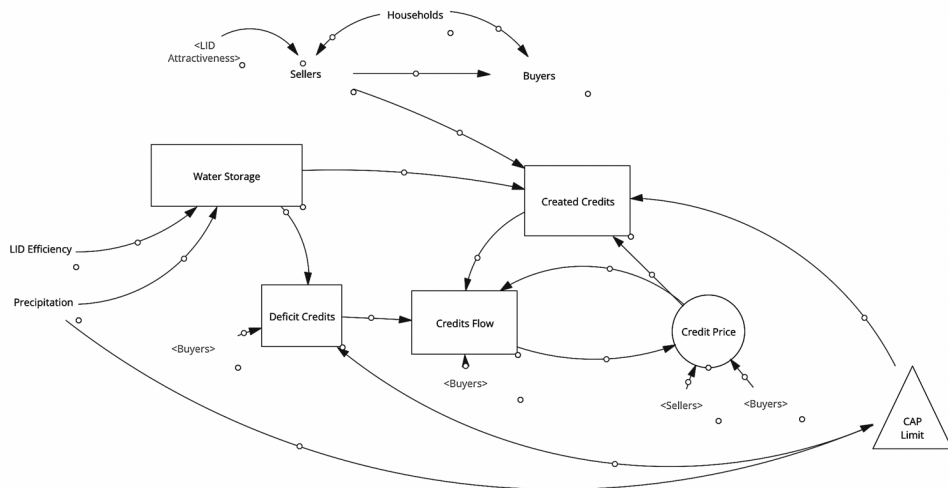 Households
<LID
Attractiveness>
Sellers
Buyers
Water Storage
Created Credits
LID Efficiency
Precipitation
Deficit Credits
Credits Flow
Credit Price
<Buyers>
<Buyers>
<Sellers>
<Buyers>
CAP
Limit